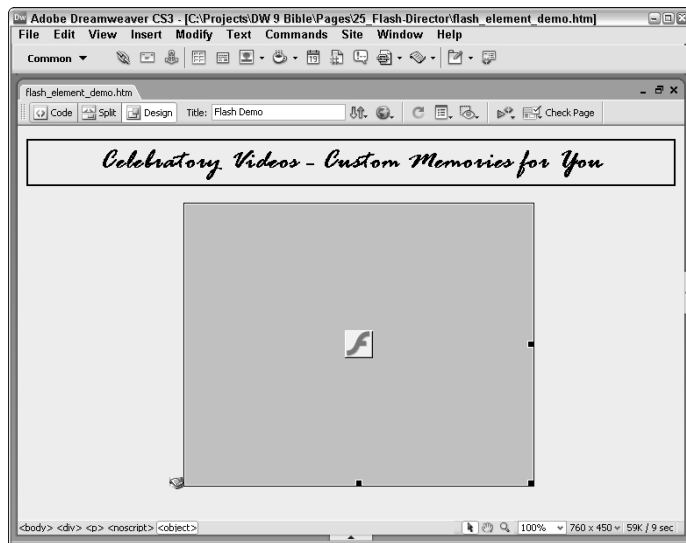 Dw Adobe Dreamweaver CS3 - [C:\Projects\DW 9 Bible\Pages\25_Flash-Director\flash_element_demo.htm]
File Edit View Insert Modify Text Commands Site Window Help
Common
19
flash_element_demo.htm
Code Split Design Title: Flash Demo Check Page
Celebratory Videos - Custom Memories for You
<body> <div> <p> <noscript> <object> 100% 760 x 450 59K / 9 sec